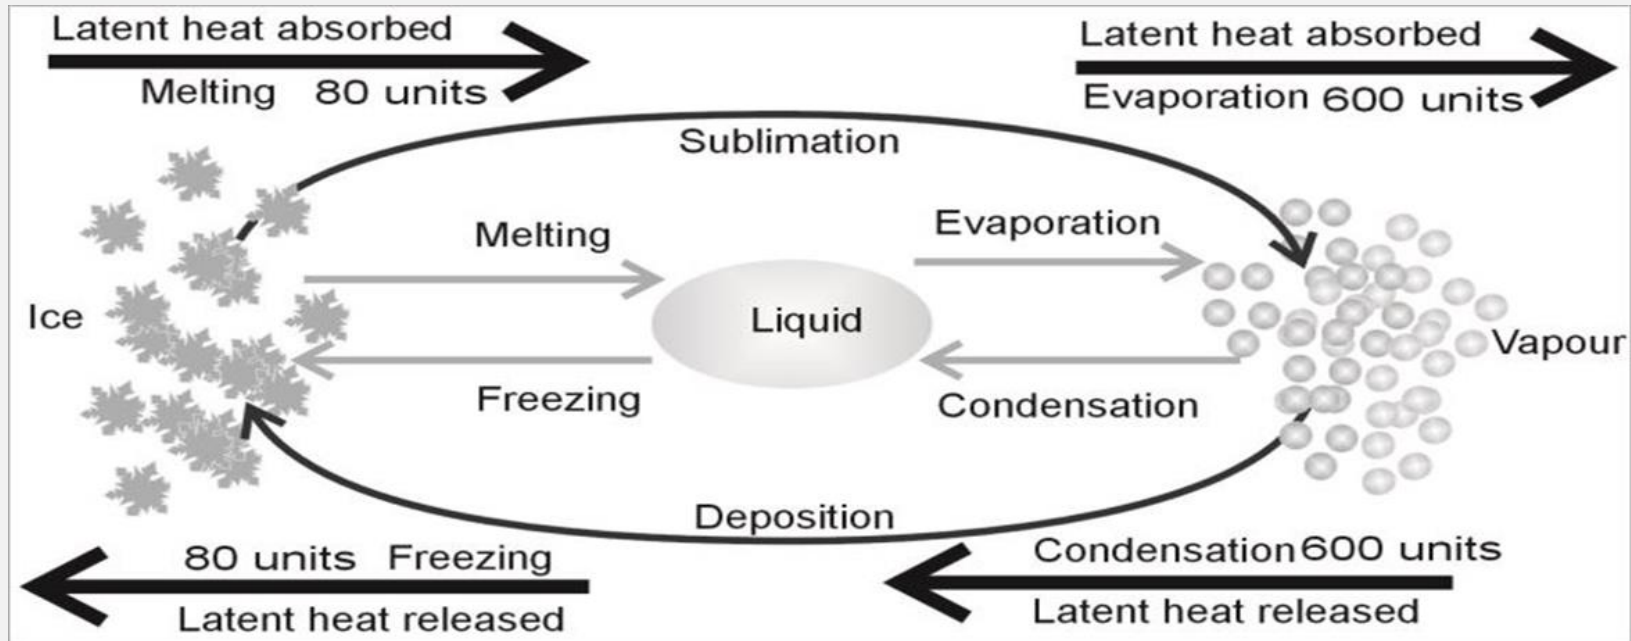 Latent heat absorbed
Melting 80 units
Latent heat absorbed
Evaporation 600 units
Sublimation
Melting
Evaporation
Ice
Liquid
Vapour
Freezing
Condensation
Deposition
80 units Freezing
Latent heat released
Condensation 600 units
Latent heat released